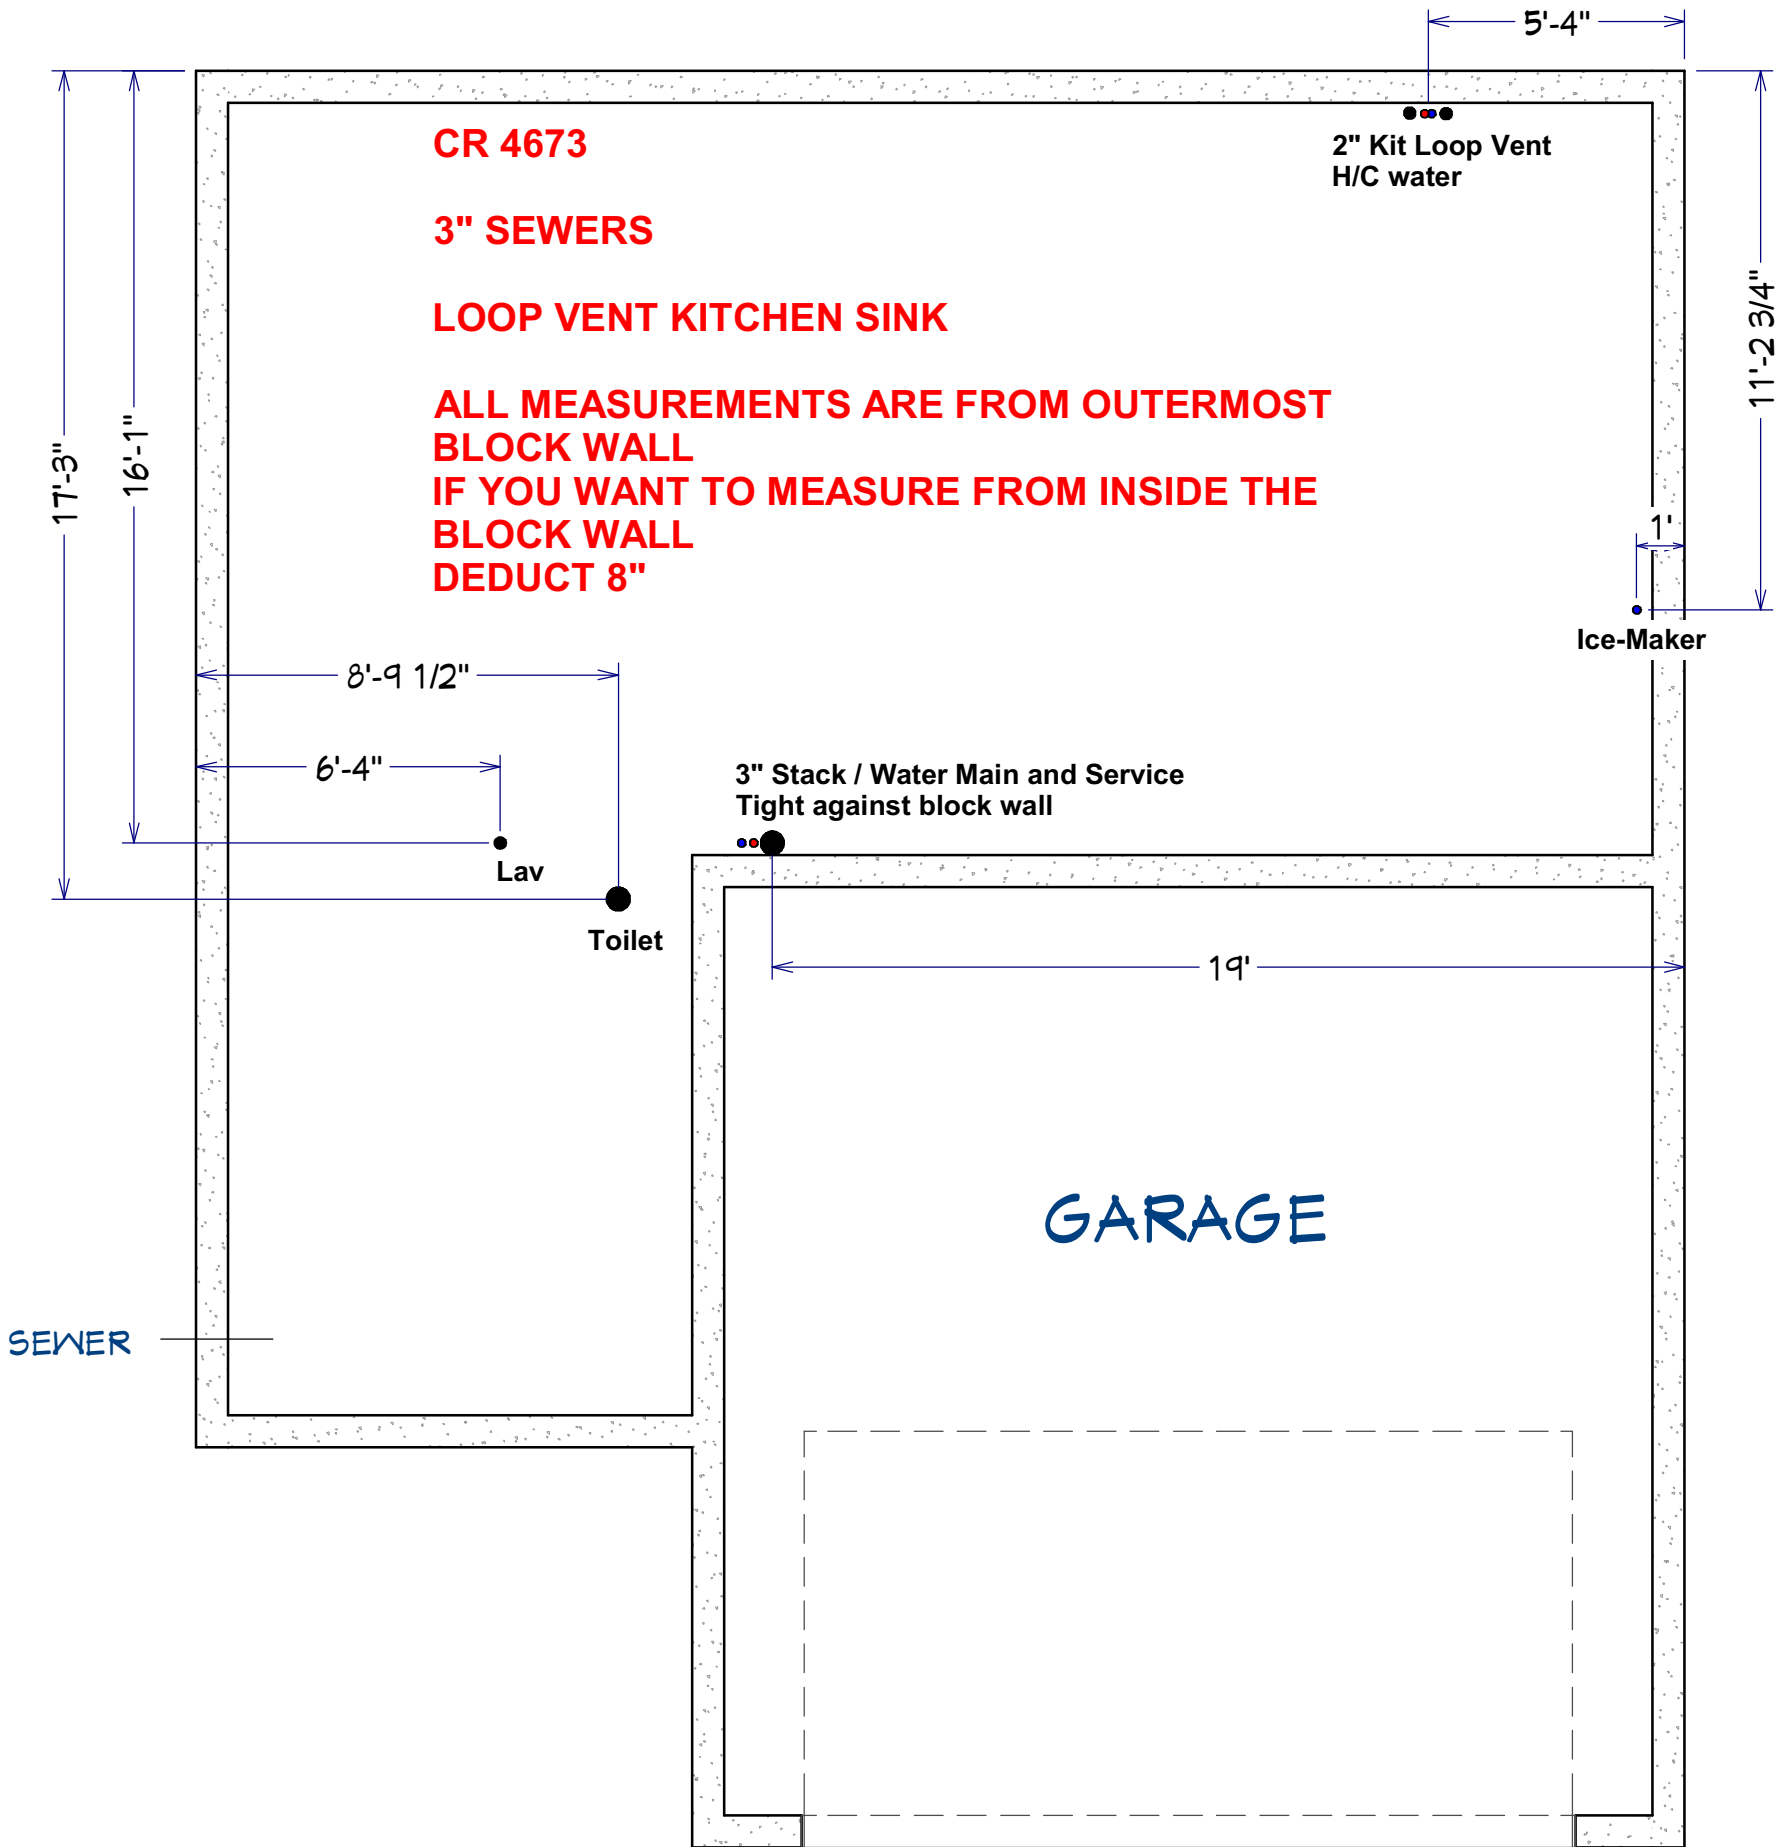 5'-4"
CR 4673
2" Kit Loop Vent
H/C water
3" SEWERS
LOOP VENT KITCHEN SINK
11'-2 3/4"
ALL MEASUREMENTS ARE FROM OUTERMOST
BLOCK WALL
IF YOU WANT TO MEASURE FROM INSIDE THE
BLOCK WALL
DEDUCT 8"
17'-3"
16'-1"
1'
Ice-Maker
8'-9 1/2"
6'-4"
3" Stack / Water Main and Service
Tight against block wall
Lav
Toilet
19'
GARAGE
SEWER